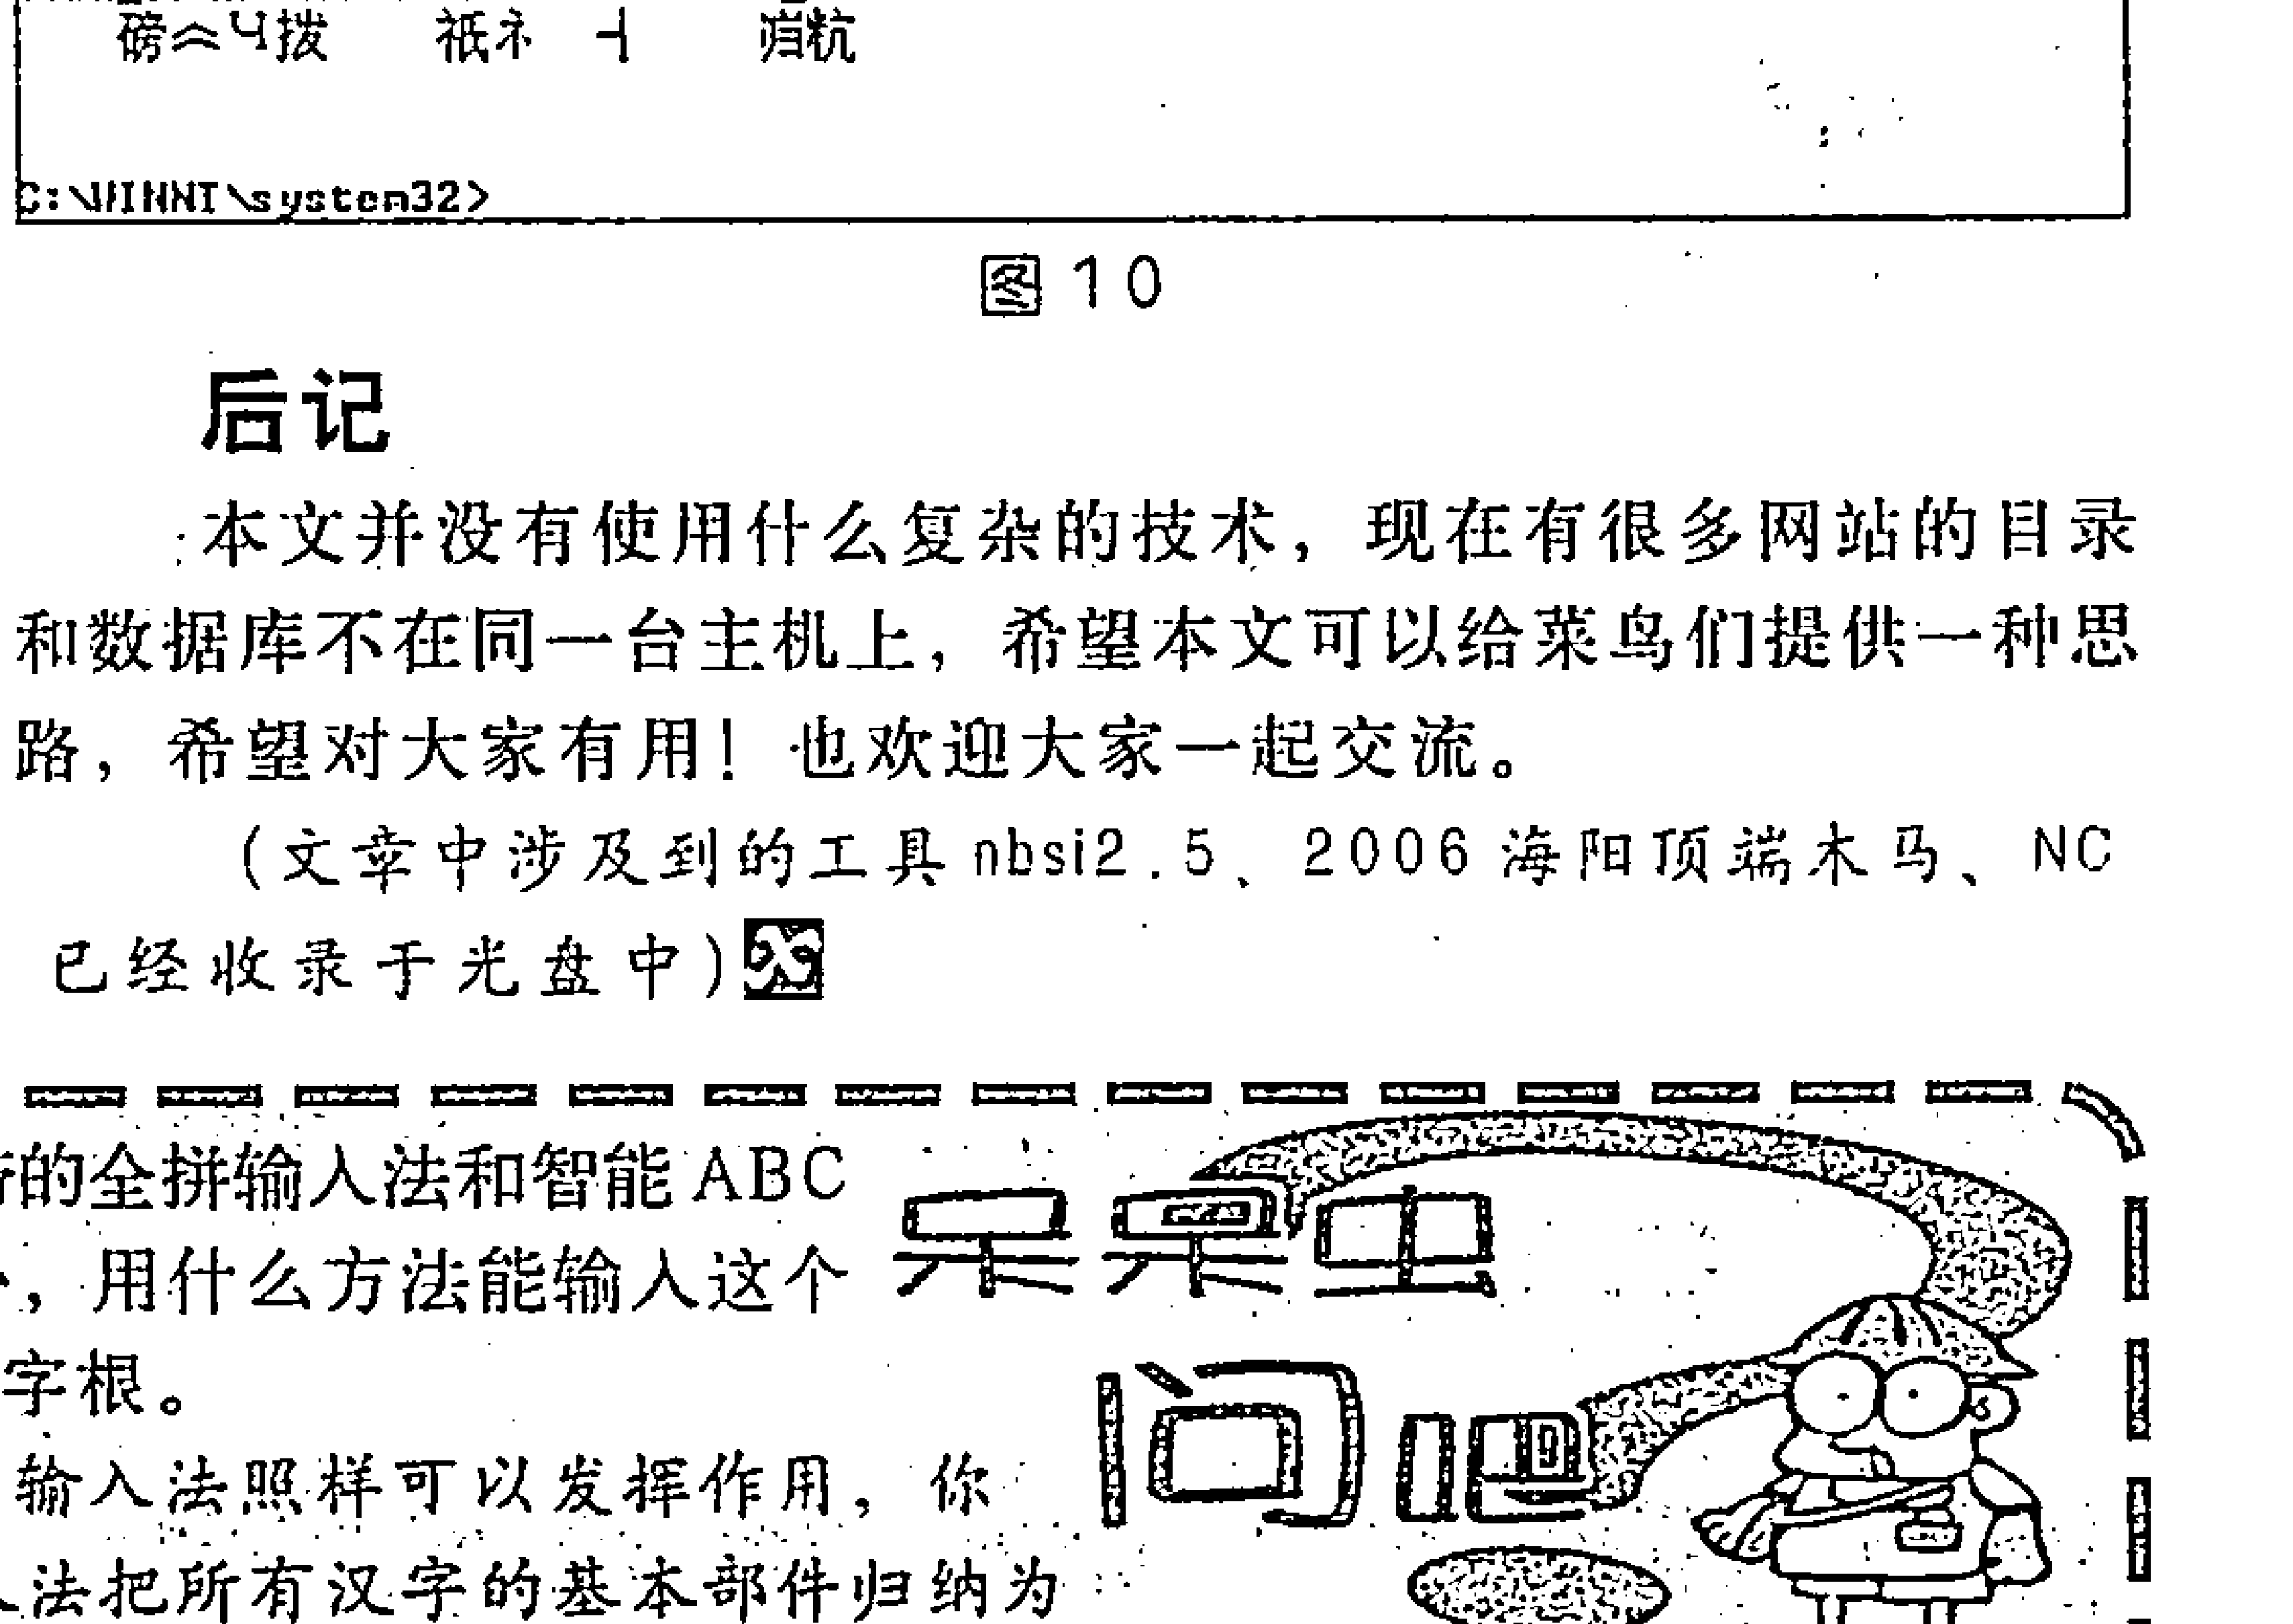 C:\WINNT\system32>
图10
后记
本文并没有使用什么复杂的技术，现在有很多网站的目录
和数据库不在同一台主机上，希望本文可以给菜鸟们提供一种思
路，希望对大家有用！也欢迎大家一起交流。
(文章中涉及到的工具nbsi2.5、2006海阳顶端木马、NC
已经收录于光盘中)
的全拼输入法和智能ABC
，用什么方法能输入这个
字根。
输入法照样可以发挥作用，你
法把所有汉字的基本部件归纳为
呆呆虫
问吧